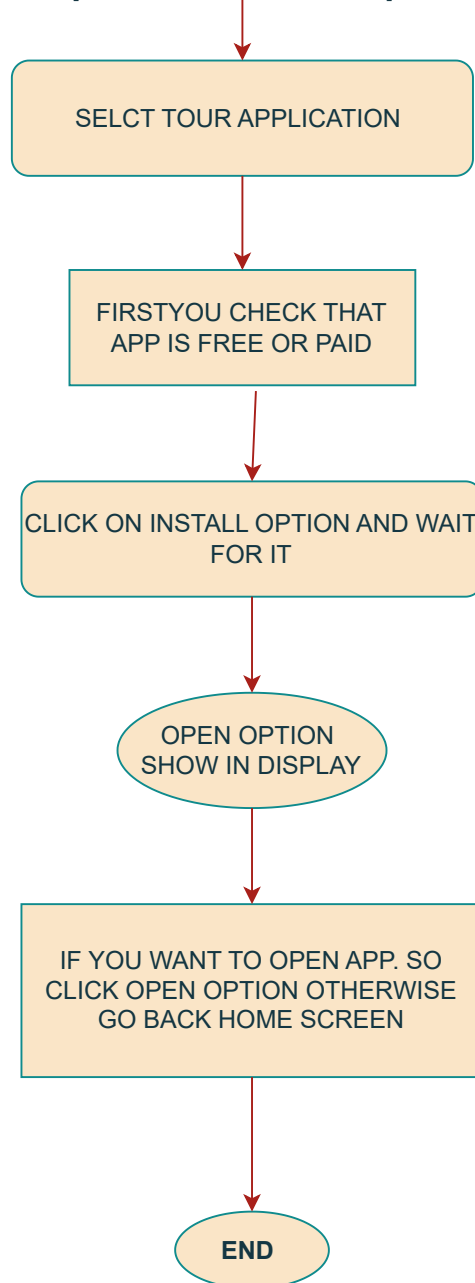 SELCT TOUR APPLICATION
FIRSTYOU CHECK THAT
APP IS FREE OR PAID
CLICK ON INSTALL OPTION AND WAIT
FOR IT
OPEN OPTION
SHOW IN DISPLAY
IF YOU WANT TO OPEN APP. SO
CLICK OPEN OPTION OTHERWISE
GO BACK HOME SCREEN
END